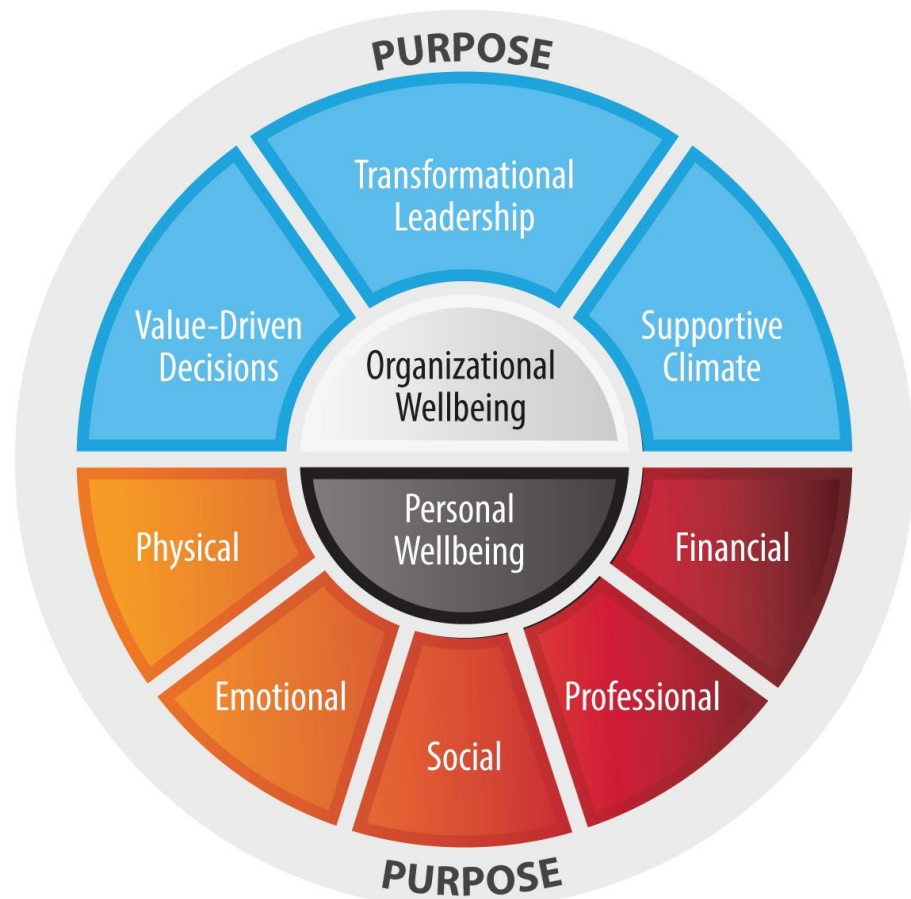 PURPOSE
Transformational
Leadership
Value-Driven
Decisions
Supportive
Climate
Organizational
Wellbeing
Personal
Wellbeing
Physical
Financial
Emotional
Professional
Social
PURPOSE